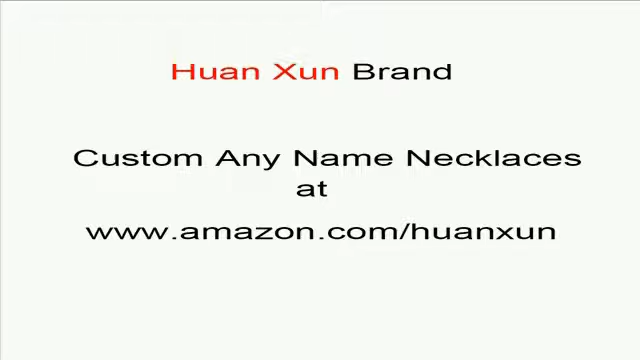 Huan Xun Brand
Custom Any Name Necklaces
at
www.amazon.com/huanxun